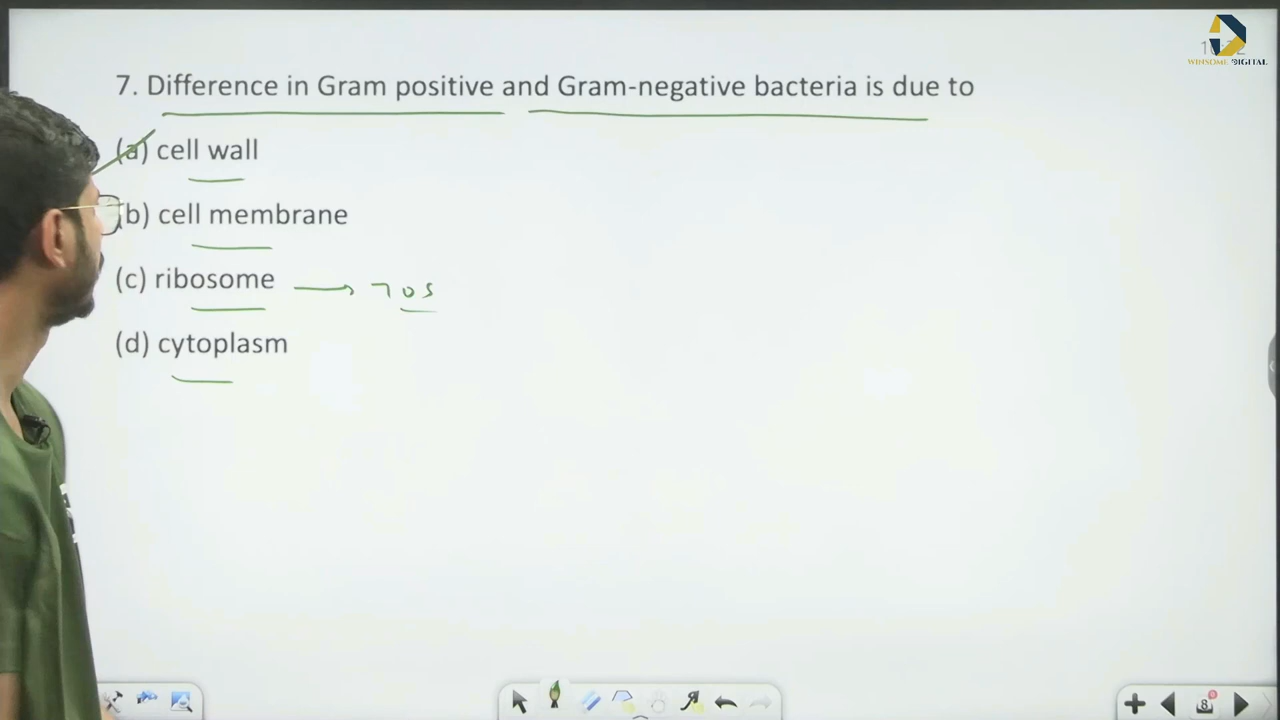 WINSOME DIGITAL
7. Difference in Gram positive and Gram-negative bacteria is due to
(a) cell wall
(b) cell membrane
(c) ribosome → 70s
(d) cytoplasm
8